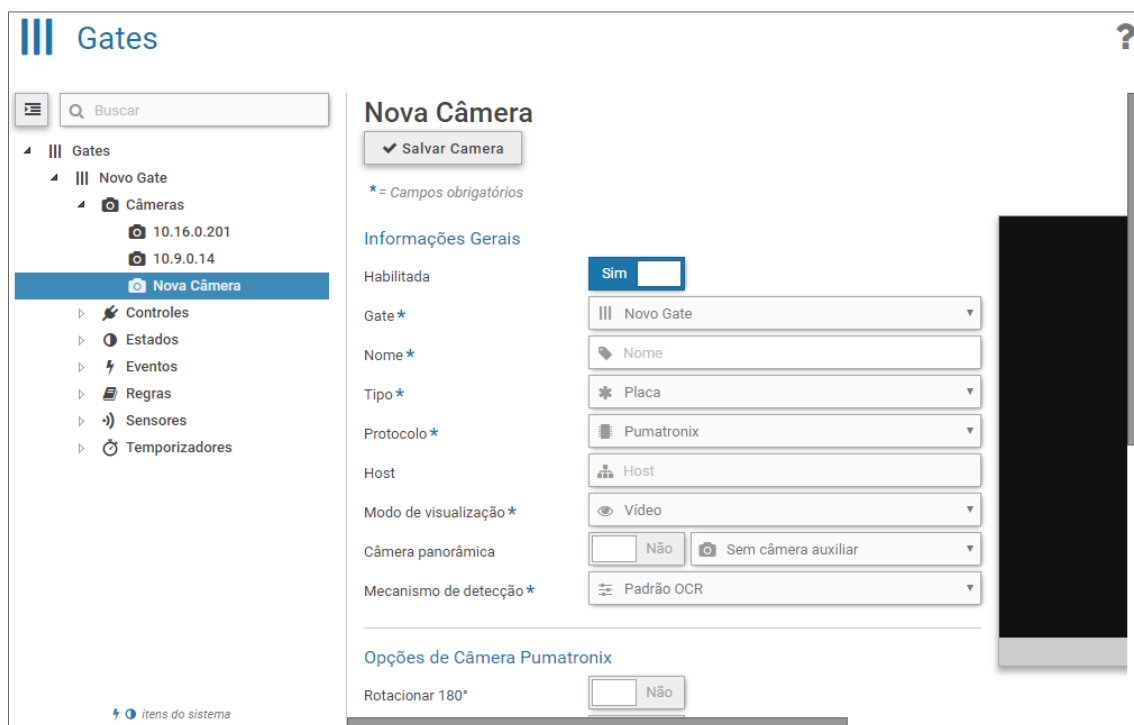 Gates
?
Buscar
Gates
Novo Gate
Câmeras
10.16.0.201
10.9.0.14
Nova Câmera
Controles
Estados
Eventos
Regras
Sensores
Temporizadores
itens do sistema
Nova Câmera
Salvar Camera
* = Campos obrigatórios
Informações Gerais
Habilitada Sim
Gate * Novo Gate
Nome * Nome
Tipo * Placa
Protocolo * Pumatronix
Host Host
Modo de visualização * Vídeo
Câmera panorâmica Não Sem câmera auxiliar
Mecanismo de detecção * Padrão OCR
Opções de Câmera Pumatronix
Rotacionar 180° Não